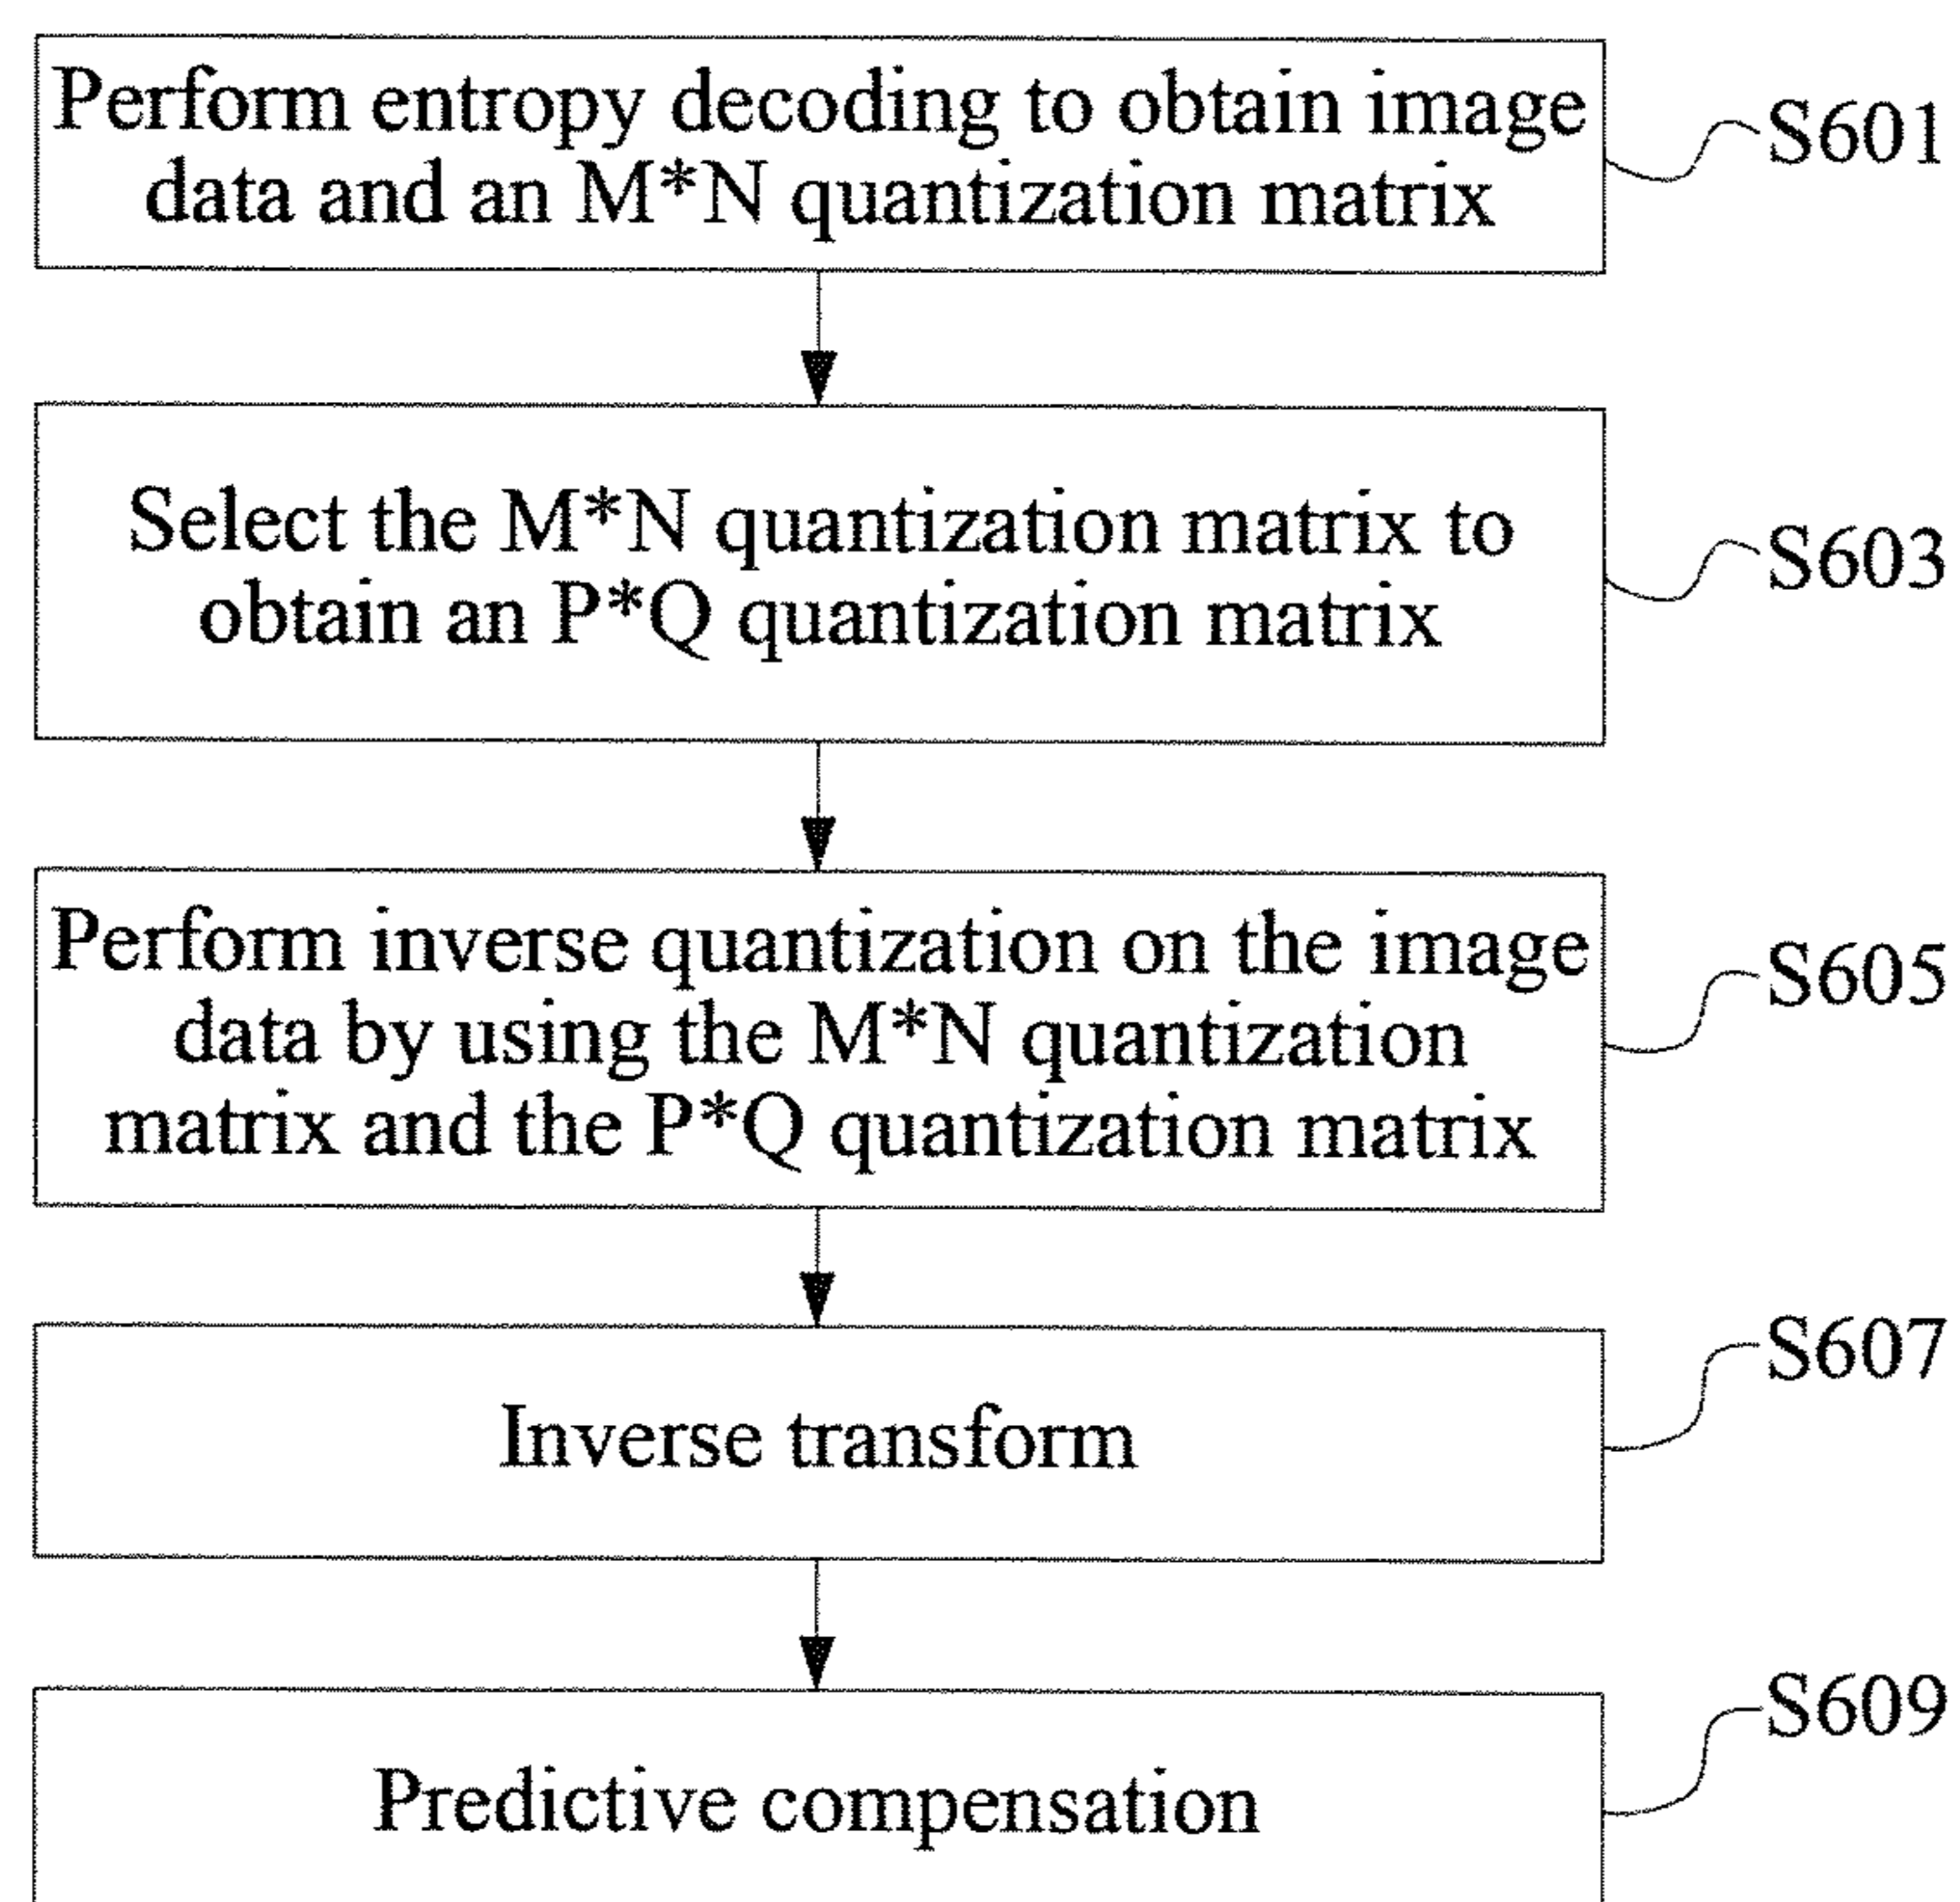 Perform entropy decoding to obtain image
data and an M*N quantization matrix
S601
Select the M*N quantization matrix to
obtain an P*Q quantization matrix
S603
Perform inverse quantization on the image
data by using the M*N quantization
matrix and the P*Q quantization matrix
S605
Inverse transform
S607
Predictive compensation
S609